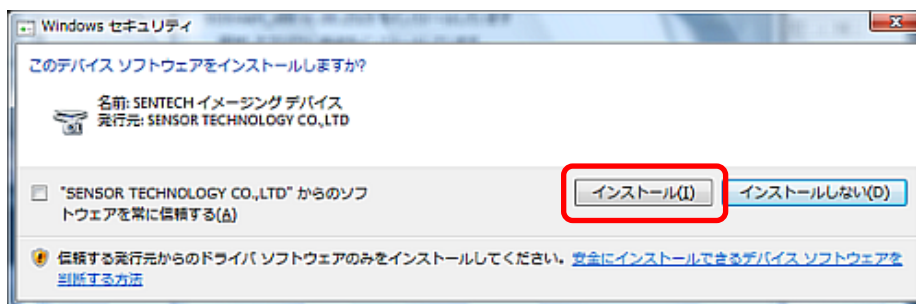 Windows セキュリティ
このデバイス ソフトウェアをインストールしますか?
名前: SENTECH イメージング デバイス
発行元: SENSOR TECHNOLOGY CO.,LTD
"SENSOR TECHNOLOGY CO.,LTD" からのソフ
トウェアを常に信頼する(A)
インストール(I)
インストールしない(D)
信頼する発行元からのドライバ ソフトウェアのみをインストールしてください。安全にインストールできるデバイス ソフトウェアを
判断する方法